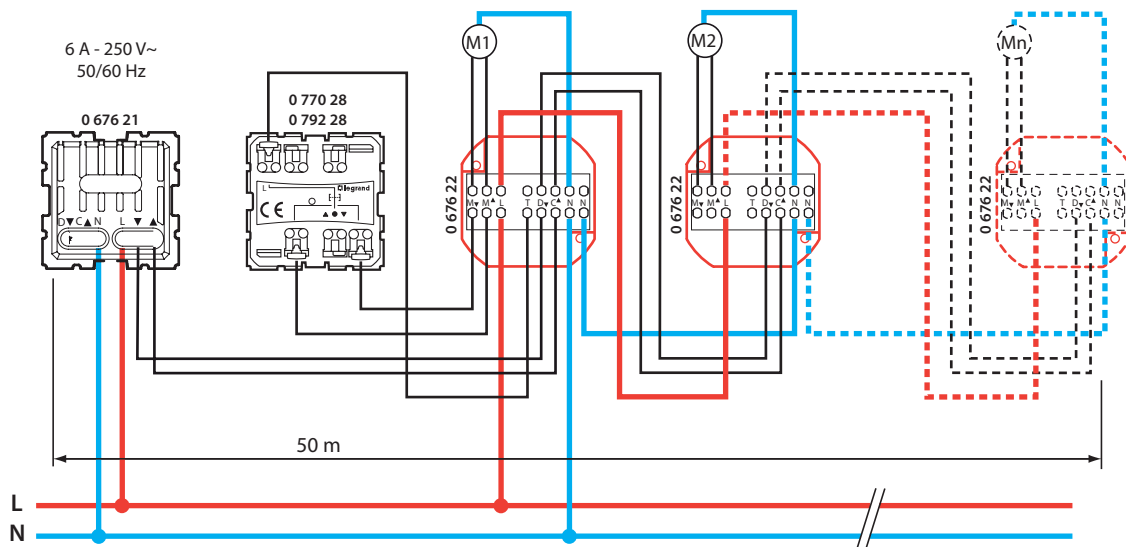 6 A - 250 V~
50/60 Hz
0 676 21
D▼ C▲ N L ▼ ▲
0 770 28
0 792 28
L
legrand
CE
▲ ● ▼
M1
0 676 22
M▼ M▲ L T D▼ C▲ N N
M2
0 676 22
M▼ M▲ L T D▼ C▲ N N
Mn
0 676 22
M▼ M▲ L T D▼ C▲ N N
50 m
L
N